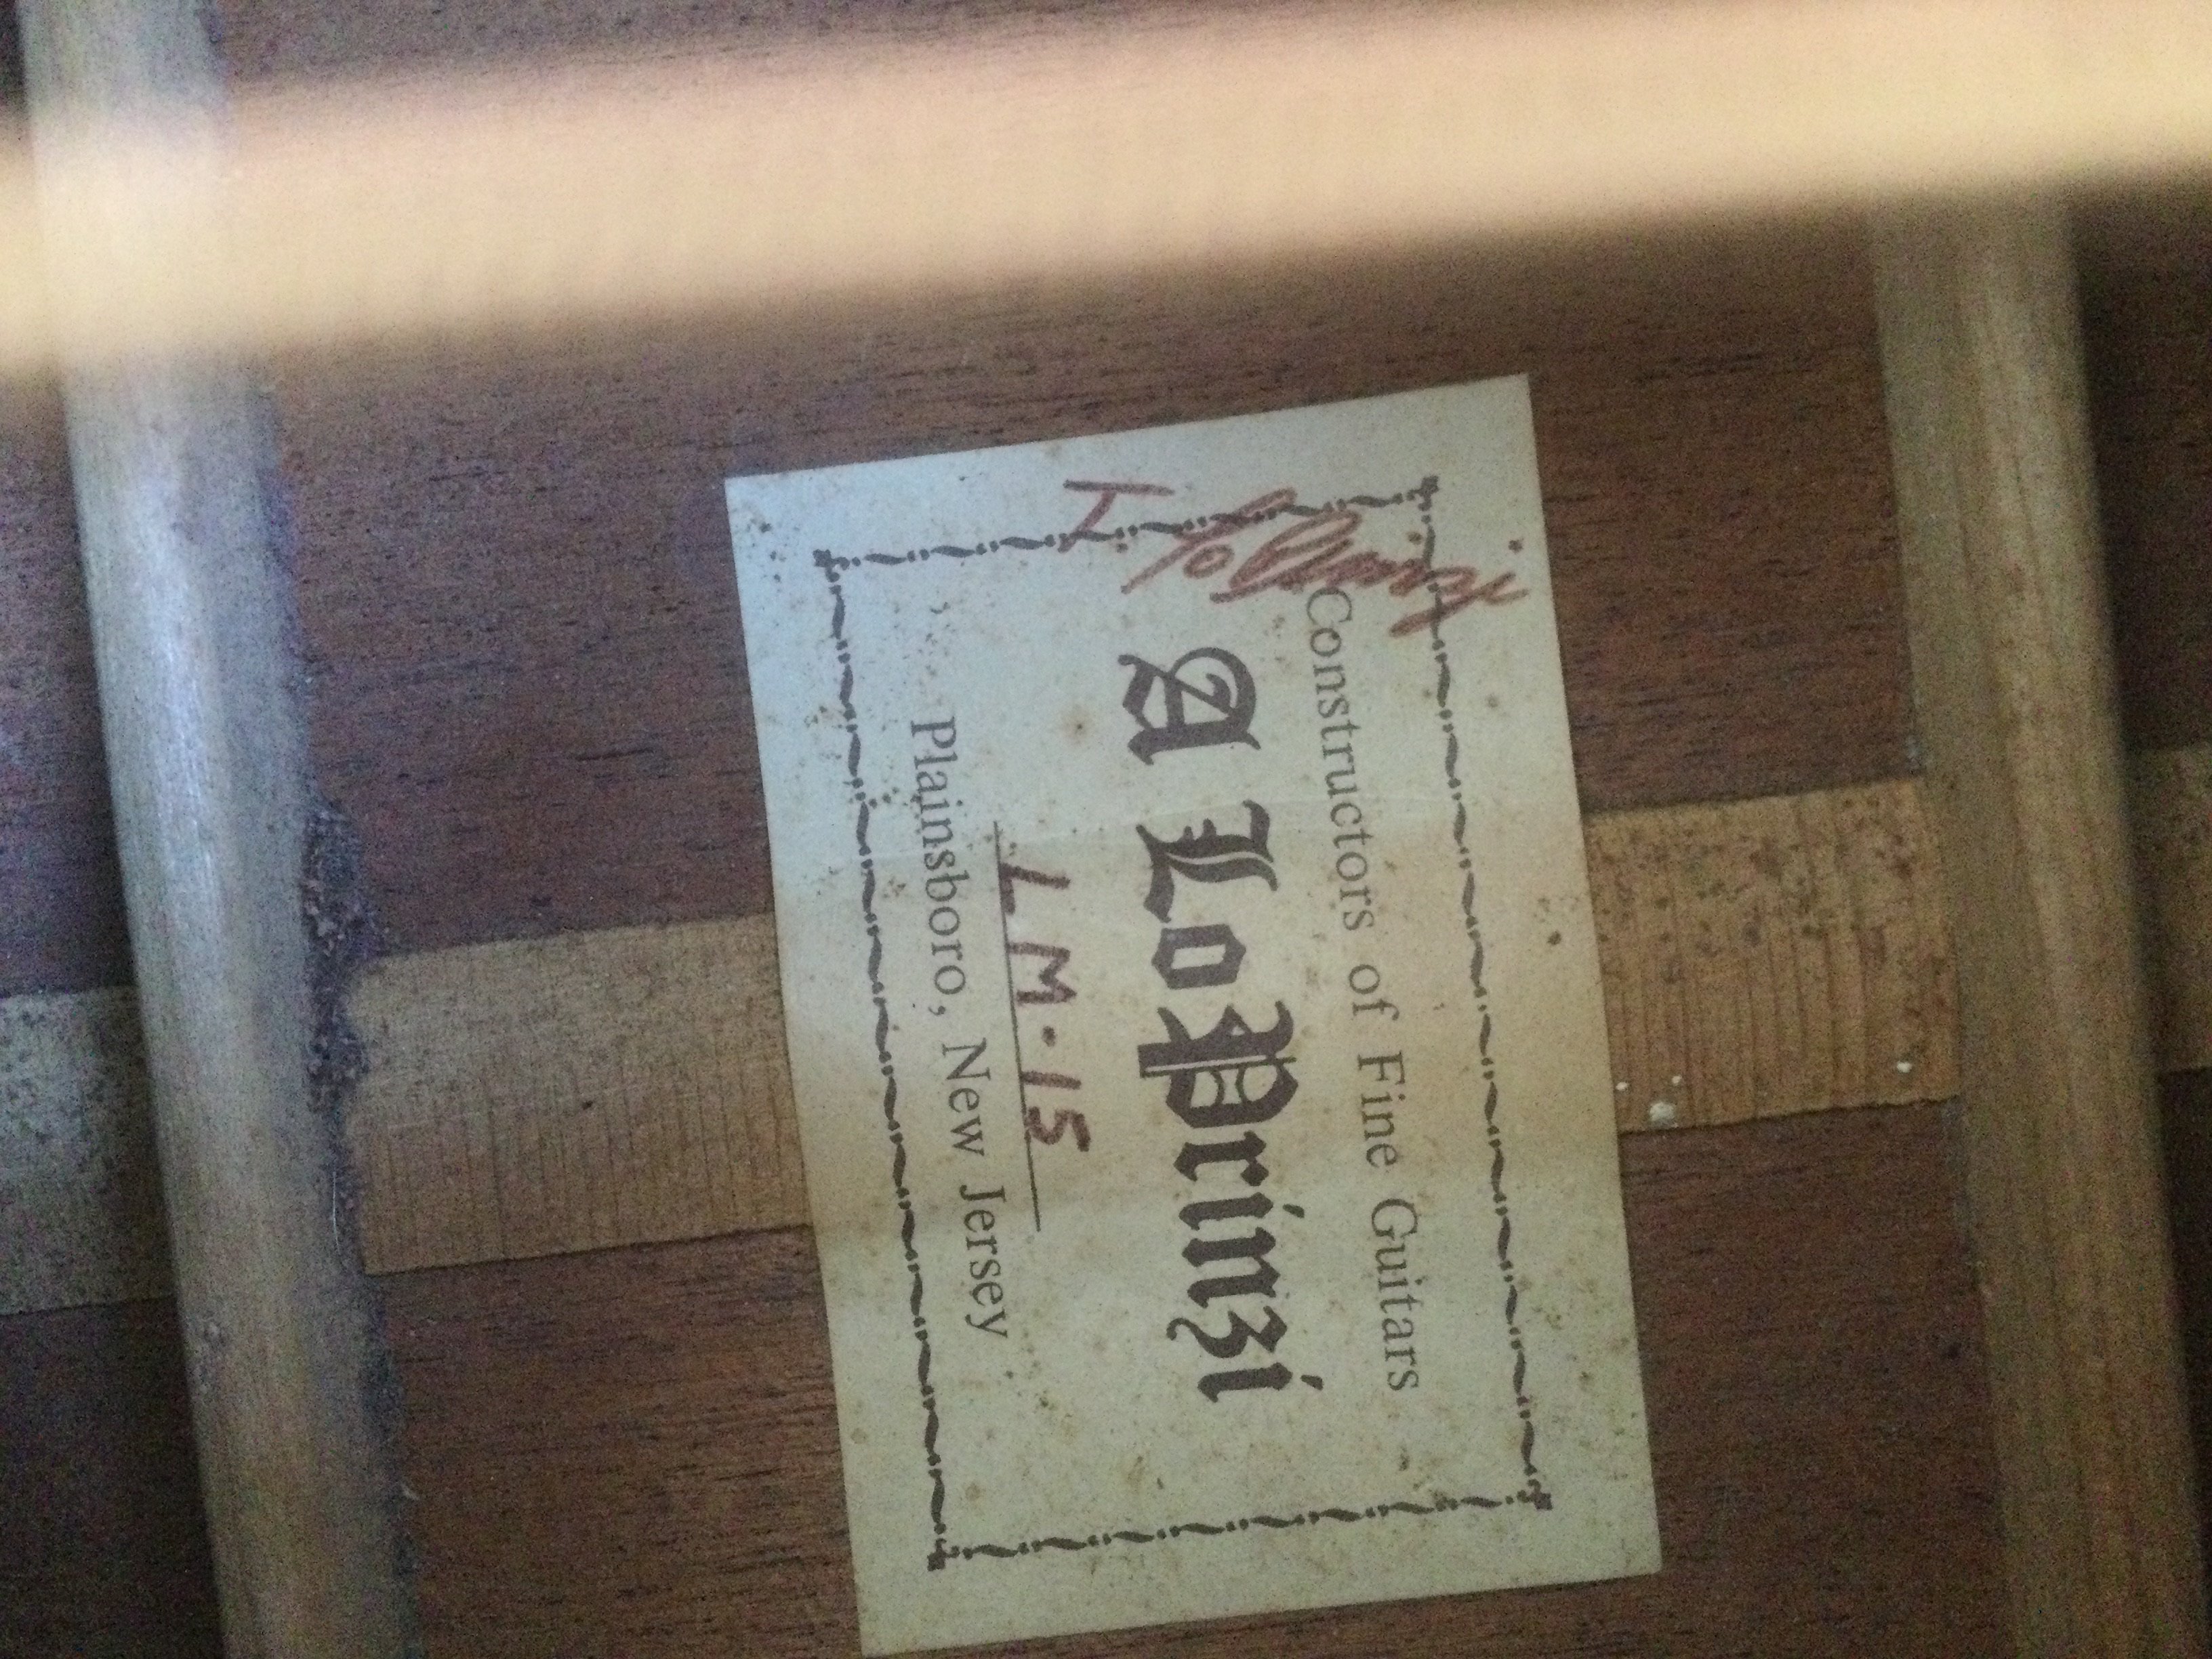 Constructors of Fine Guitars
A LoPrinzi
LM·15
Plainsboro, New Jersey